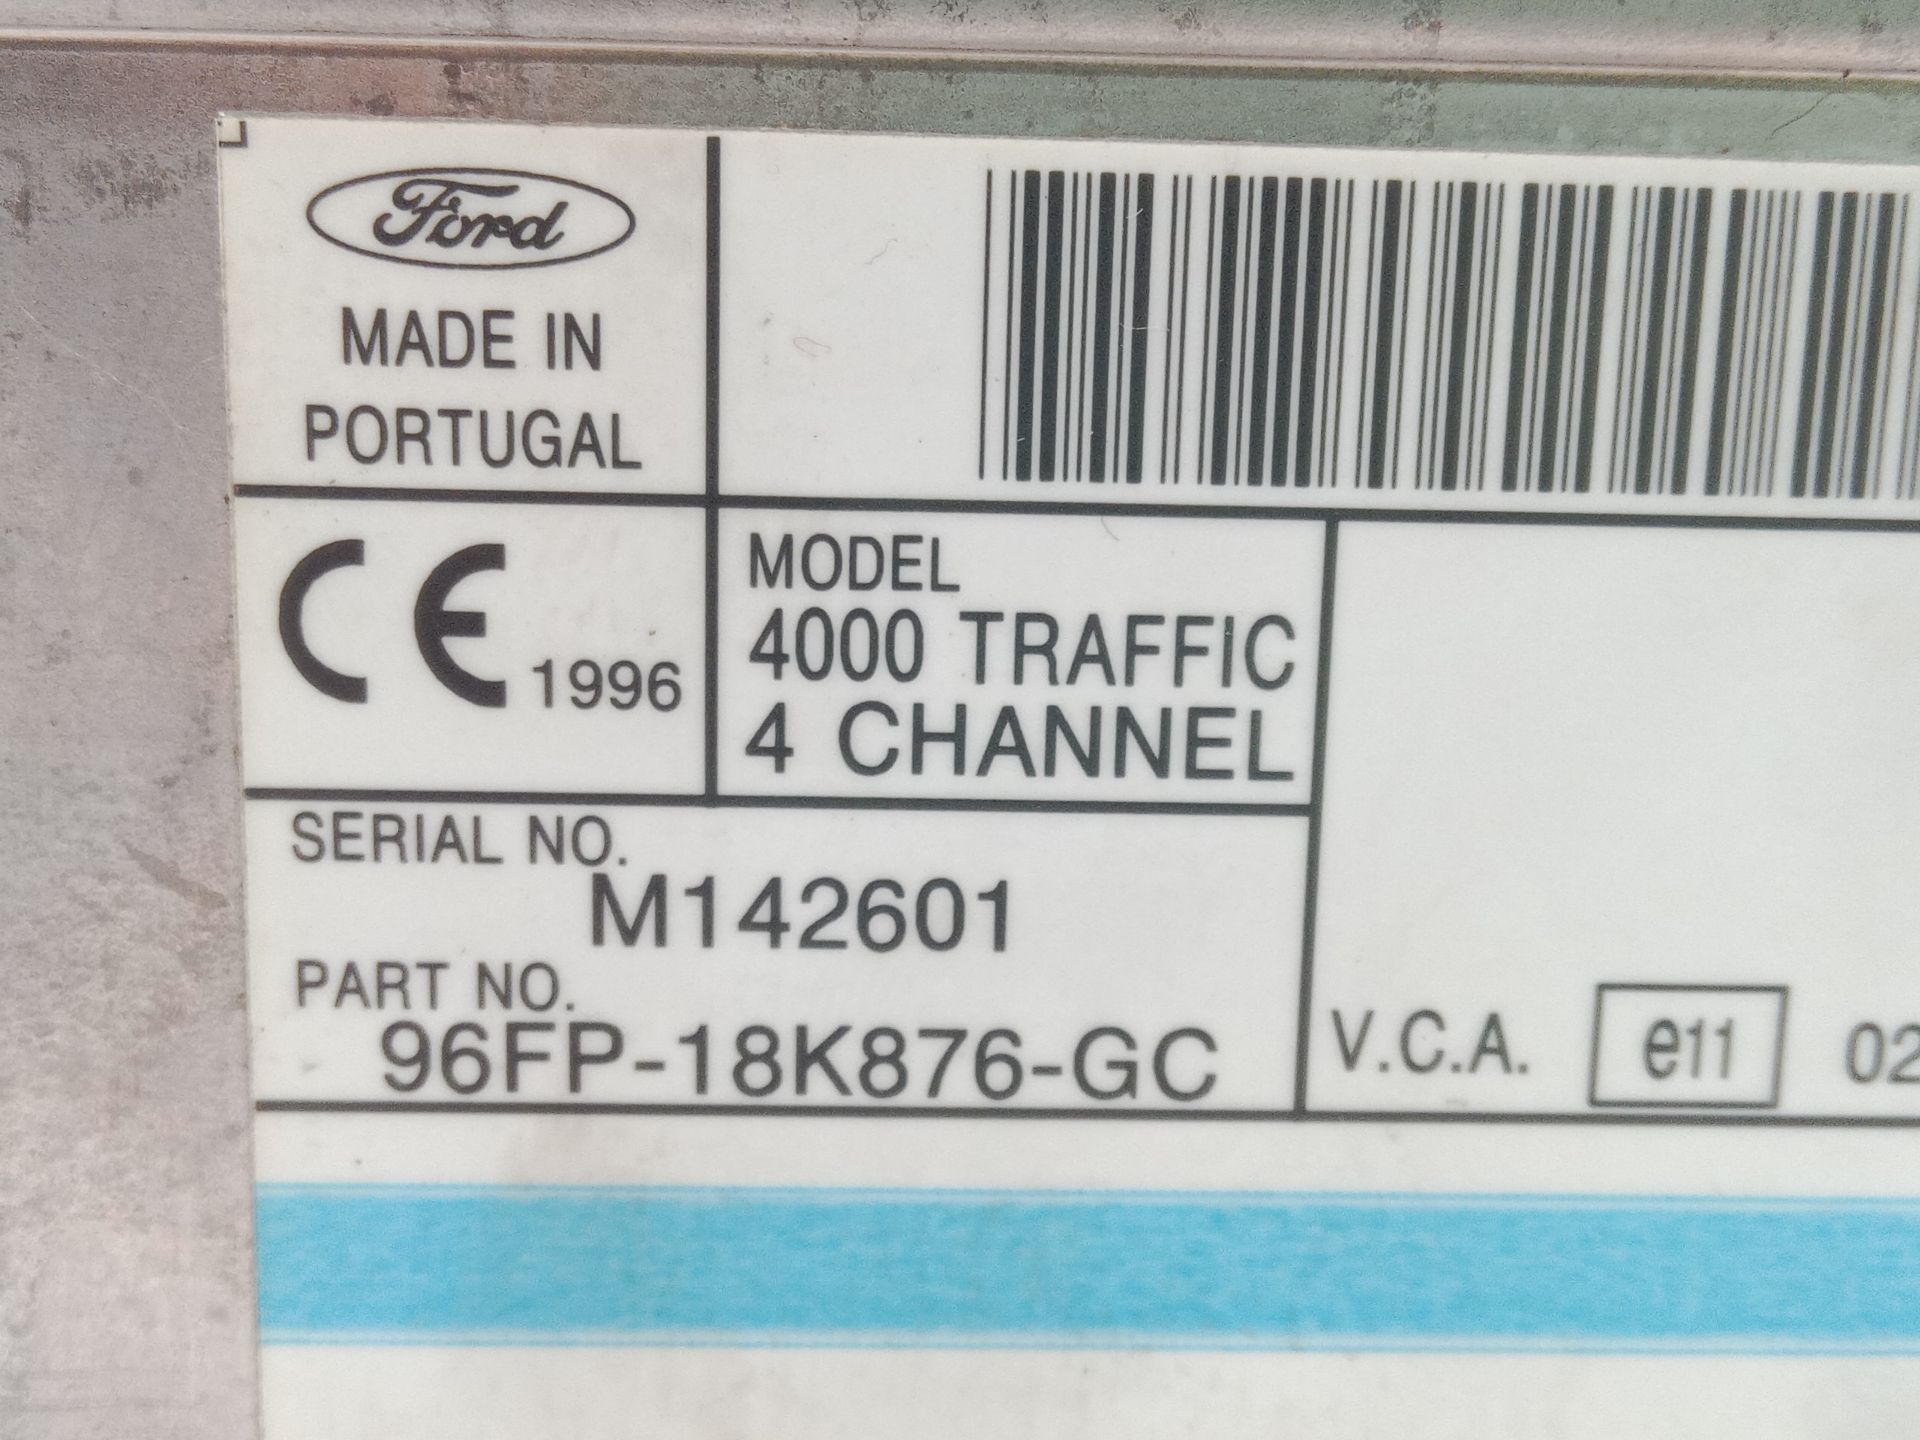 Ford
MADE IN
PORTUGAL
CE 1996
MODEL
4000 TRAFFIC
4 CHANNEL
SERIAL NO.
M142601
PART NO.
96FP-18K876-GC
V.C.A. e11 02